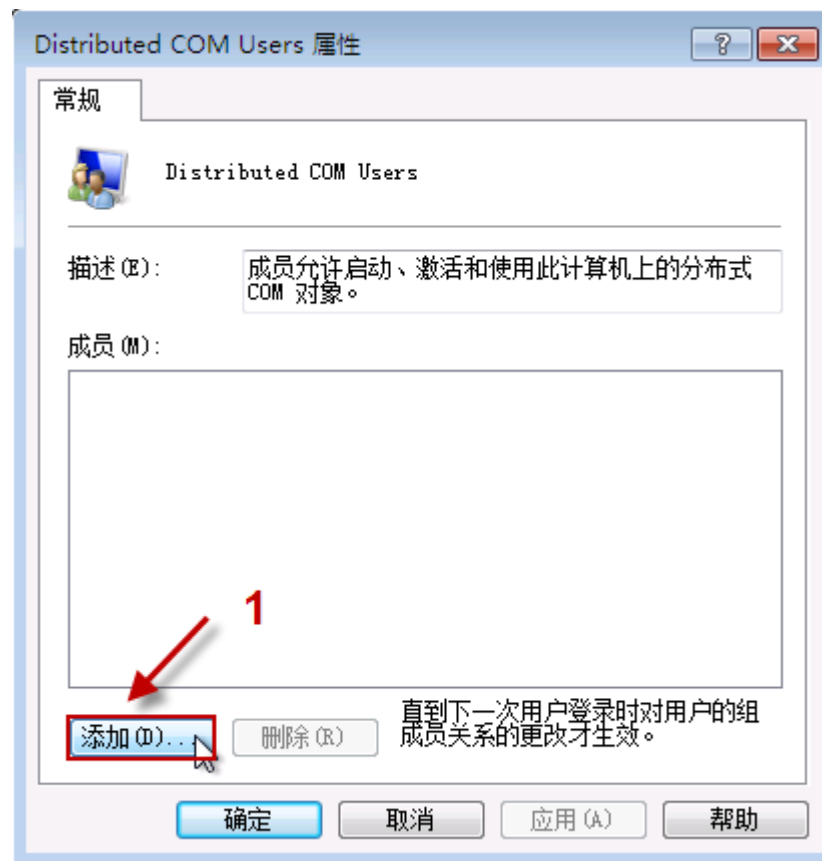 Distributed COM Users 属性
常规
Distributed COM Users
描述(E):
成员允许启动、激活和使用此计算机上的分布式
COM 对象。
成员(M):
1
添加(D)...
删除(R)
直到下一次用户登录时对用户的组
成员关系的更改才生效。
确定
取消
应用(A)
帮助